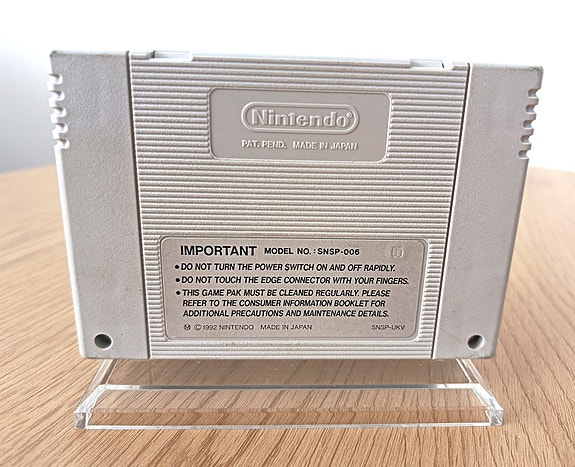 Nintendo®
PAT. PEND. MADE IN JAPAN
IMPORTANT MODEL NO. : SNSP-006
• DO NOT TURN THE POWER SWITCH ON AND OFF RAPIDLY.
• DO NOT TOUCH THE EDGE CONNECTOR WITH YOUR FINGERS.
• THIS GAME PAK MUST BE CLEANED REGULARLY. PLEASE
REFER TO THE CONSUMER INFORMATION BOOKLET FOR
ADDITIONAL PRECAUTIONS AND MAINTENANCE DETAILS.
Ⓜ © 1992 NINTENDO MADE IN JAPAN SNSP-UKV